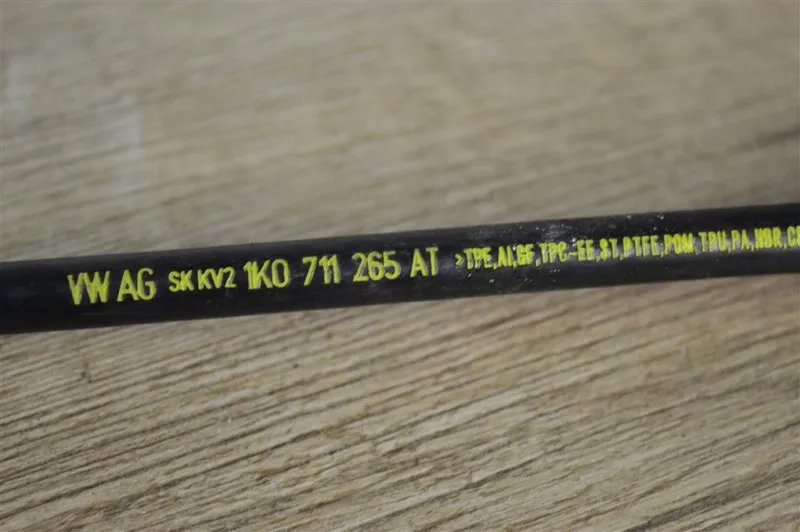 VW AG SK KV2 1K0 711 265 AT >TPE,AI,GF,TPC-EE,ST,PTFE,POM,TPU,PA,NBR,